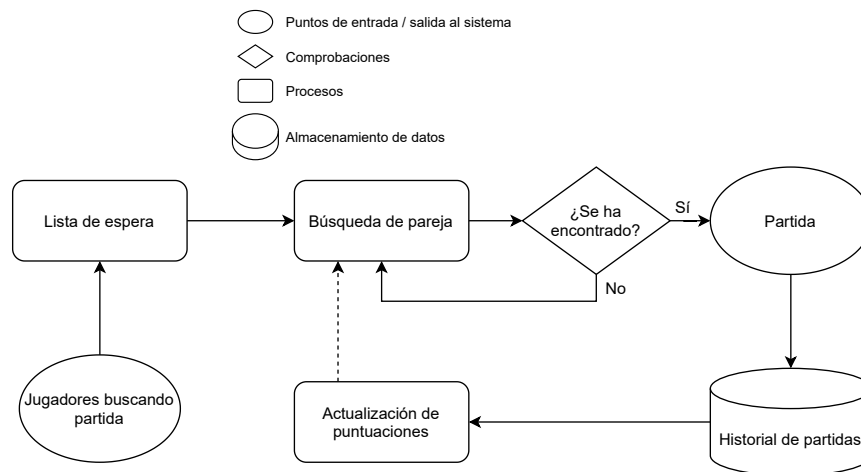 Puntos de entrada / salida al sistema
Comprobaciones
Procesos
Almacenamiento de datos
Lista de espera
Búsqueda de pareja
¿Se ha
encontrado?
Sí
Partida
No
Jugadores buscando
partida
Actualización de
puntuaciones
Historial de partidas